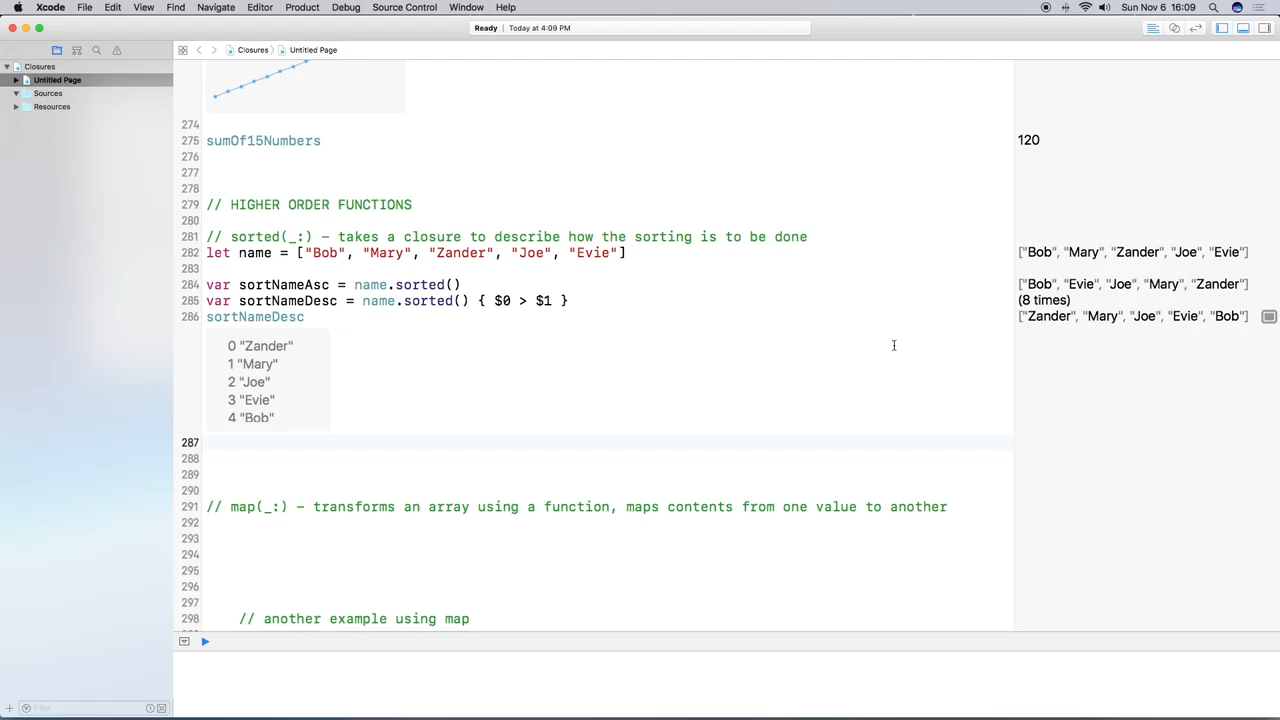 Xcode File Edit View Find Navigate Editor Product Debug Source Control Window Help Sun Nov 6 16:09
Ready | Today at 4:09 PM
Closures Untitled Page
Closures
Untitled Page
Sources
Resources
274
275 sumOf15Numbers 120
276
277
278
279 // HIGHER ORDER FUNCTIONS
280
281 // sorted(_:) - takes a closure to describe how the sorting is to be done
282 let name = ["Bob", "Mary", "Zander", "Joe", "Evie"] ["Bob", "Mary", "Zander", "Joe", "Evie"]
283
284 var sortNameAsc = name.sorted() ["Bob", "Evie", "Joe", "Mary", "Zander"]
285 var sortNameDesc = name.sorted() { $0 > $1 } (8 times)
286 sortNameDesc ["Zander", "Mary", "Joe", "Evie", "Bob"]
0 "Zander"
1 "Mary"
2 "Joe"
3 "Evie"
4 "Bob"
287
288
289
290
291 // map(_:) - transforms an array using a function, maps contents from one value to another
292
293
294
295
296
297
298 // another example using map
Filter